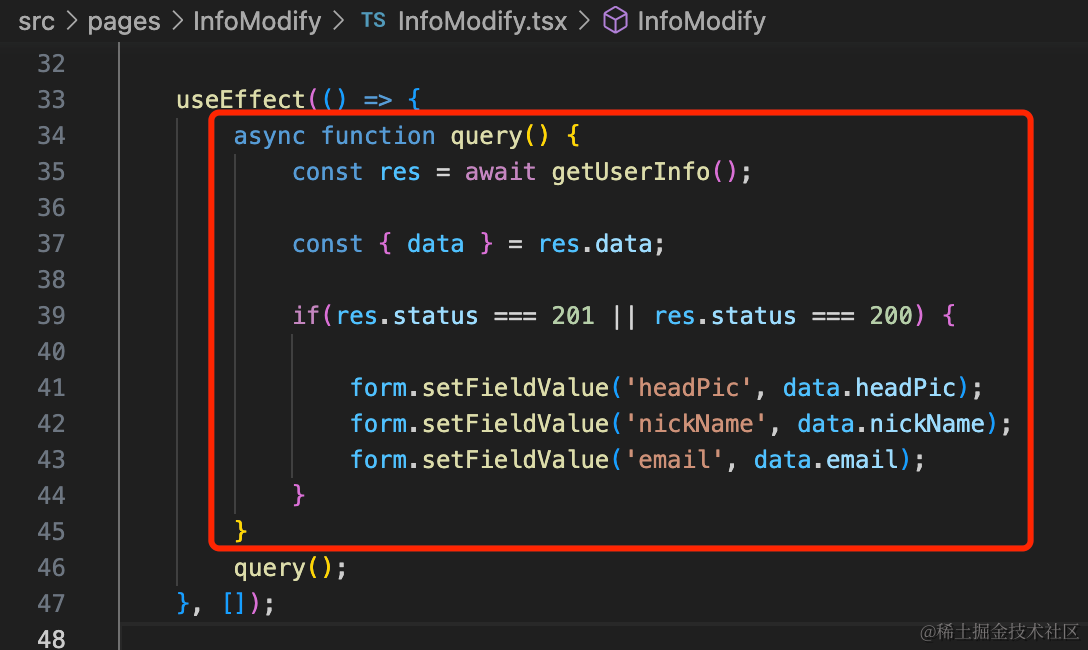 src > pages > InfoModify > TS InfoModify.tsx > InfoModify
32
33 useEffect(() => {
34 async function query() {
35 const res = await getUserInfo();
36
37 const { data } = res.data;
38
39 if(res.status === 201 || res.status === 200) {
40
41 form.setFieldValue('headPic', data.headPic);
42 form.setFieldValue('nickName', data.nickName);
43 form.setFieldValue('email', data.email);
44 }
45 }
46 query();
47 }, []);
48
@稀土掘金技术社区